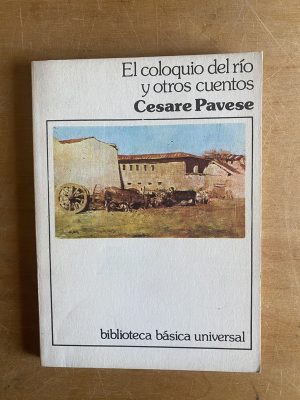 El coloquio del río
y otros cuentos
Cesare Pavese
biblioteca básica universal